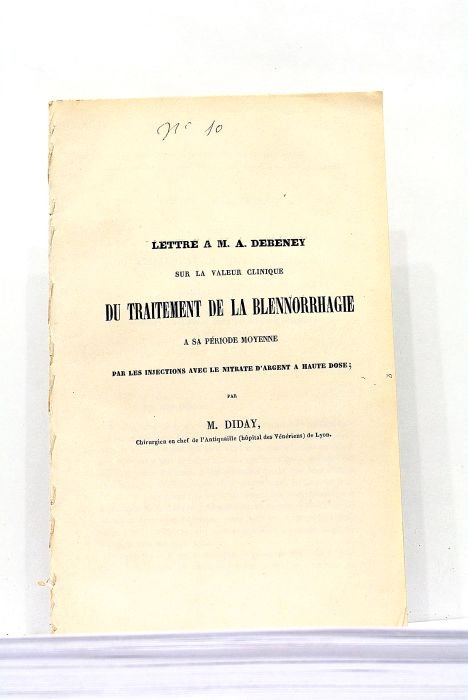 Nº 10
LETTRE A M. A. DEBENEY
SUR LA VALEUR CLINIQUE
DU TRAITEMENT DE LA BLENNORRHAGIE
A SA PÉRIODE MOYENNE
PAR LES INJECTIONS AVEC LE NITRATE D'ARGENT A HAUTE DOSE;
PAR
M. DIDAY,
Chirurgien en chef de l'Antiquaille (hôpital des Vénériens) de Lyon.